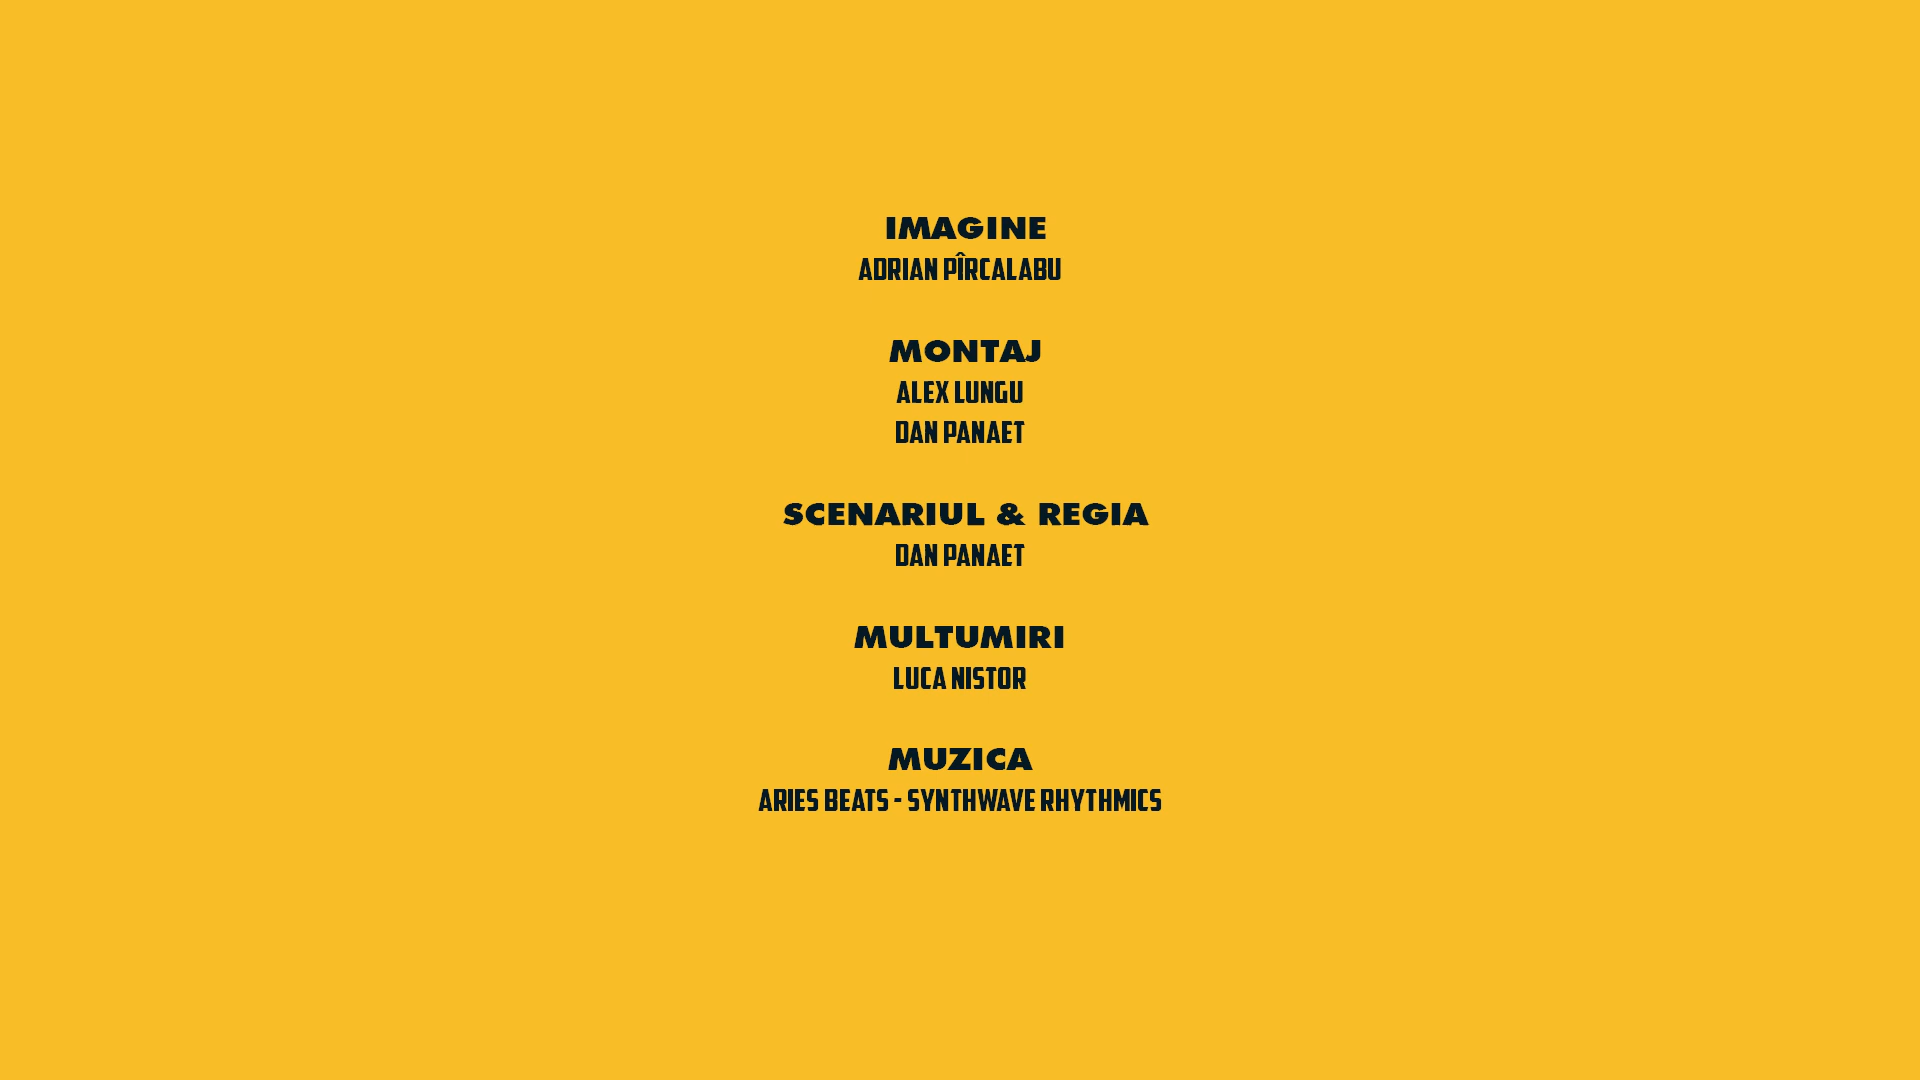 IMAGINE
ADRIAN PÎRCALABU
MONTAJ
ALEX LUNGU
DAN PANAET
SCENARIUL & REGIA
DAN PANAET
MULTUMIRI
LUCA NISTOR
MUZICA
ARIES BEATS - SYNTHWAVE RHYTHMICS